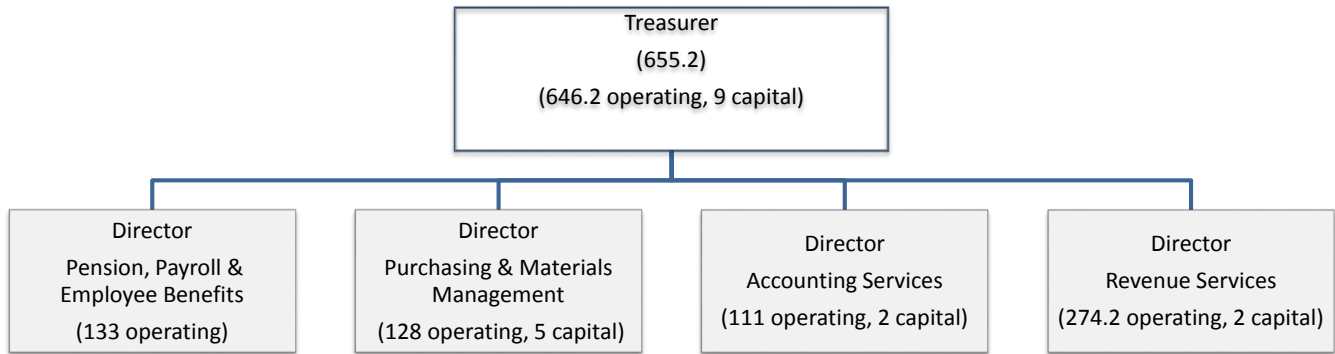 Treasurer
(655.2)
(646.2 operating, 9 capital)
Director
Pension, Payroll &
Employee Benefits
(133 operating)
Director
Purchasing & Materials
Management
(128 operating, 5 capital)
Director
Accounting Services
(111 operating, 2 capital)
Director
Revenue Services
(274.2 operating, 2 capital)